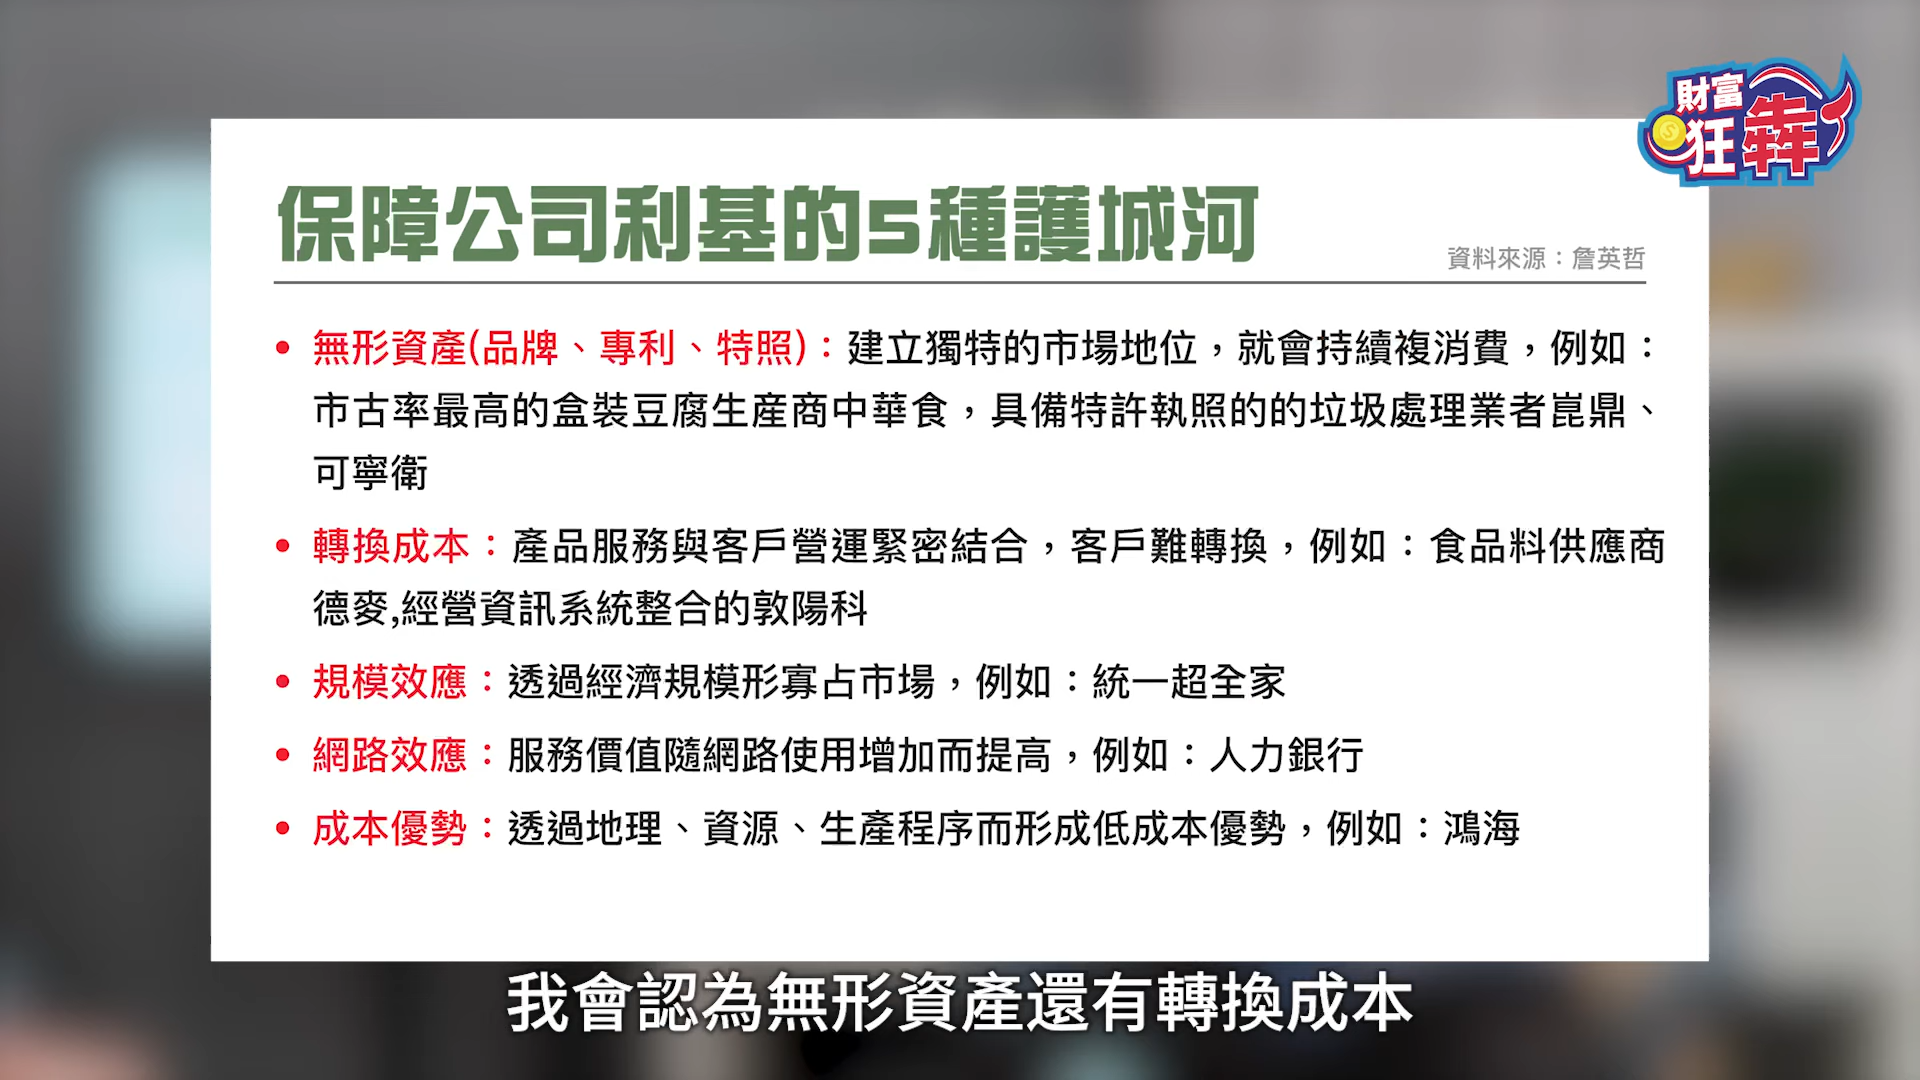 財富
狂犇
保障公司利基的5種護城河
資料來源：詹英哲
• 無形資產(品牌、專利、特照)：建立獨特的市場地位，就會持續複消費，例如：
市古率最高的盒裝豆腐生産商中華食，具備特許執照的的垃圾處理業者崑鼎、
可寧衛
• 轉換成本：產品服務與客戶營運緊密結合，客戶難轉換，例如：食品料供應商
德麥,經營資訊系統整合的敦陽科
• 規模效應：透過經濟規模形寡占市場，例如：統一超全家
• 網路效應：服務價值隨網路使用增加而提高，例如：人力銀行
• 成本優勢：透過地理、資源、生產程序而形成低成本優勢，例如：鴻海
我會認為無形資產還有轉換成本